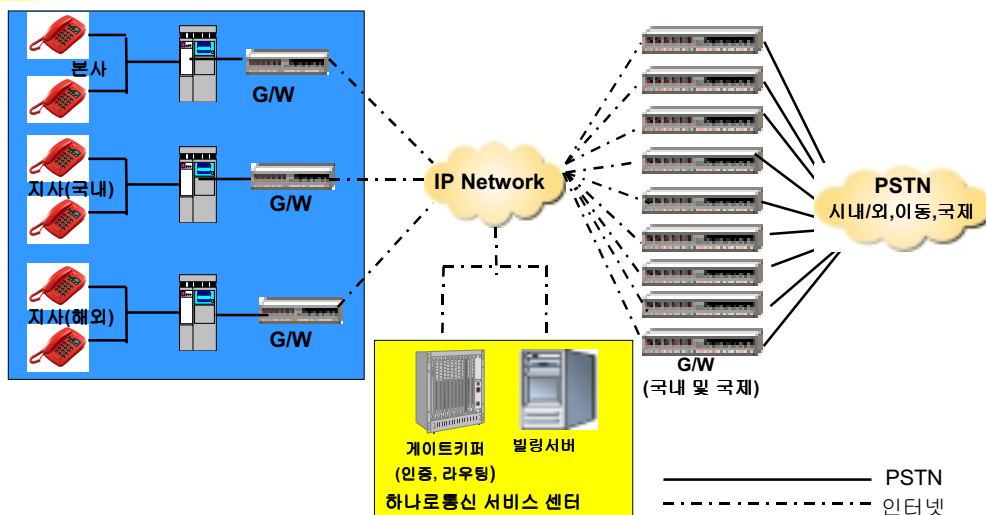 본사
G/W
지사(국내)
G/W
지사(해외)
G/W
IP Network
G/W
(국내 및 국제)
PSTN
시내/외,이동,국제
게이트키퍼
(인증, 라우팅)
빌링서버
하나로통신 서비스 센터
PSTN
인터넷